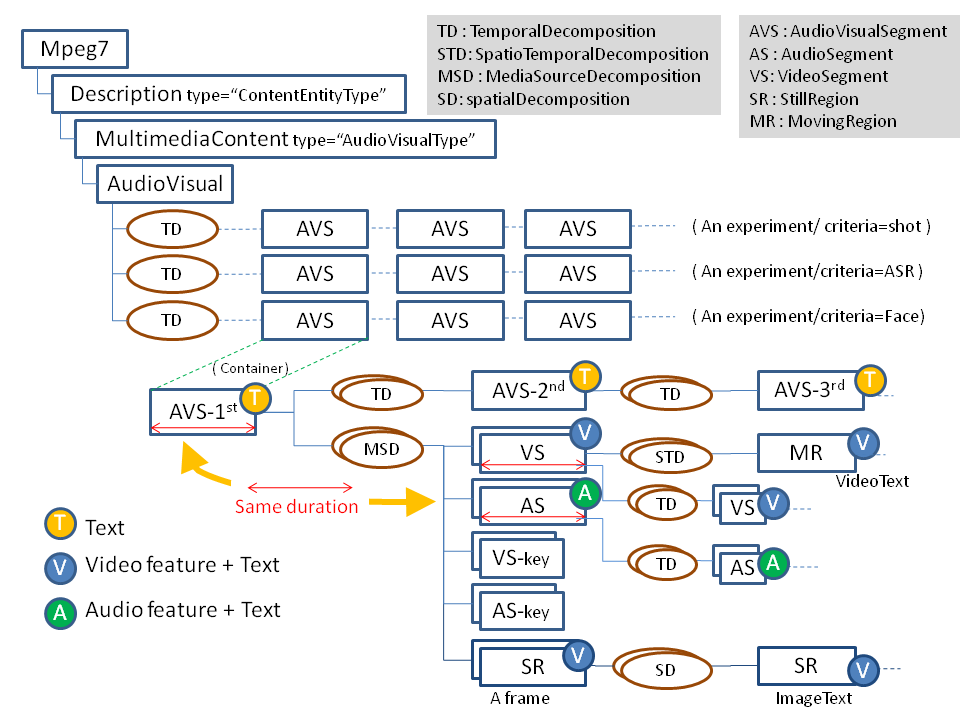 Mpeg7
Description type="ContentEntityType"
MultimediaContent type="AudioVisualType"
AudioVisual
TD : TemporalDecomposition
STD: SpatioTemporalDecomposition
MSD : MediaSourceDecomposition
SD: spatialDecomposition
AVS : AudioVisualSegment
AS : AudioSegment
VS: VideoSegment
SR : StillRegion
MR : MovingRegion
TD AVS AVS AVS ( An experiment/ criteria=shot )
TD AVS AVS AVS ( An experiment/criteria=ASR )
TD AVS AVS AVS ( An experiment/criteria=Face)
( Container)
AVS-1st T TD AVS-2nd T TD AVS-3rd T
MSD VS V STD MR V
VideoText
Same duration
AS A TD VS V
VS-key TD AS A
AS-key
SR V SD SR V
A frame ImageText
T Text
V Video feature + Text
A Audio feature + Text